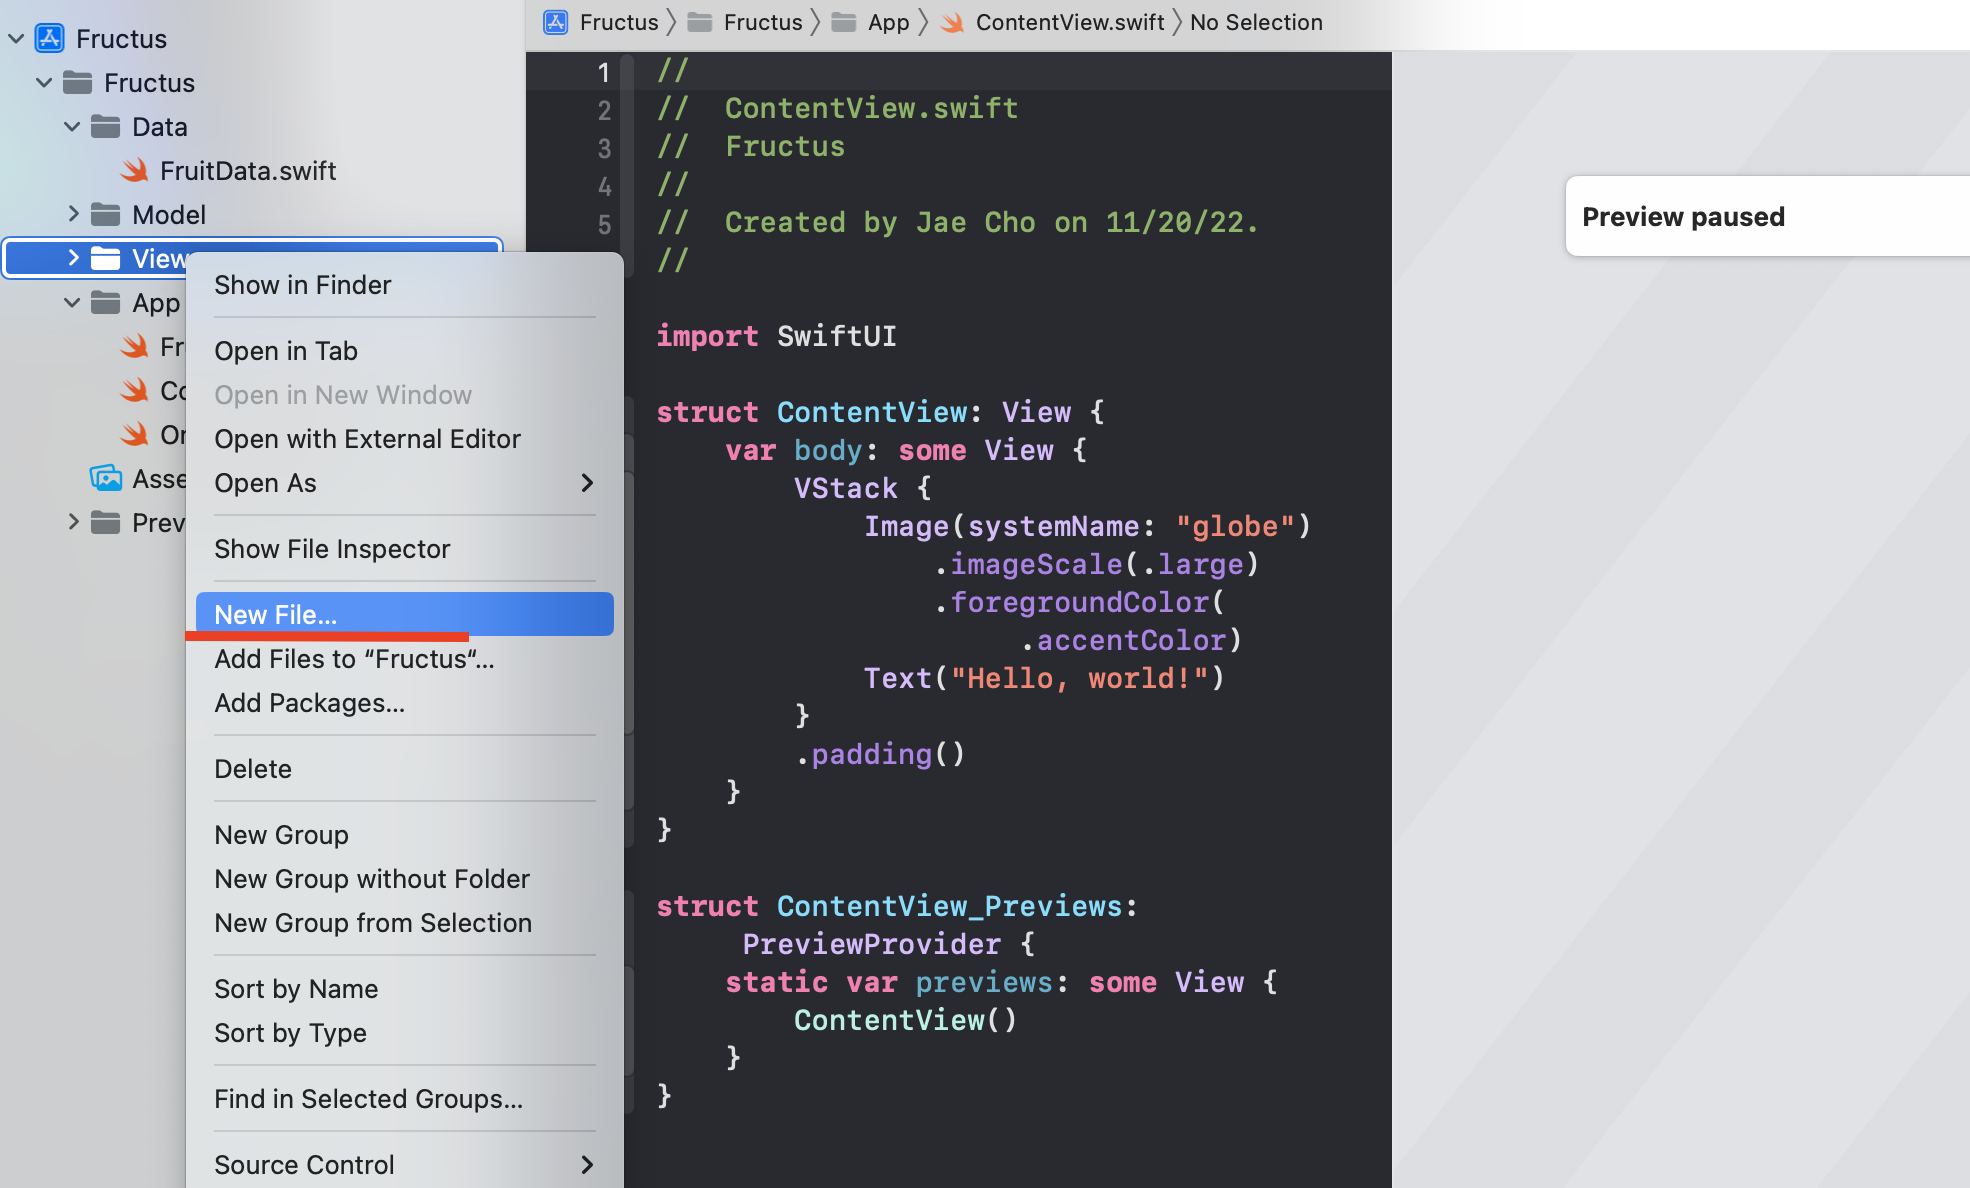 Fructus
Fructus
Data
FruitData.swift
Model
View
App
Fr
Co
Or
Asse
Prev
Show in Finder
Open in Tab
Open in New Window
Open with External Editor
Open As
Show File Inspector
New File...
Add Files to “Fructus“...
Add Packages...
Delete
New Group
New Group without Folder
New Group from Selection
Sort by Name
Sort by Type
Find in Selected Groups...
Source Control
Fructus Fructus App ContentView.swift No Selection
1 //
2 // ContentView.swift
3 // Fructus
4 //
5 // Created by Jae Cho on 11/20/22.
//
import SwiftUI
struct ContentView: View {
var body: some View {
VStack {
Image(systemName: "globe")
.imageScale(.large)
.foregroundColor(
.accentColor)
Text("Hello, world!")
}
.padding()
}
}
struct ContentView_Previews:
PreviewProvider {
static var previews: some View {
ContentView()
}
}
Preview paused